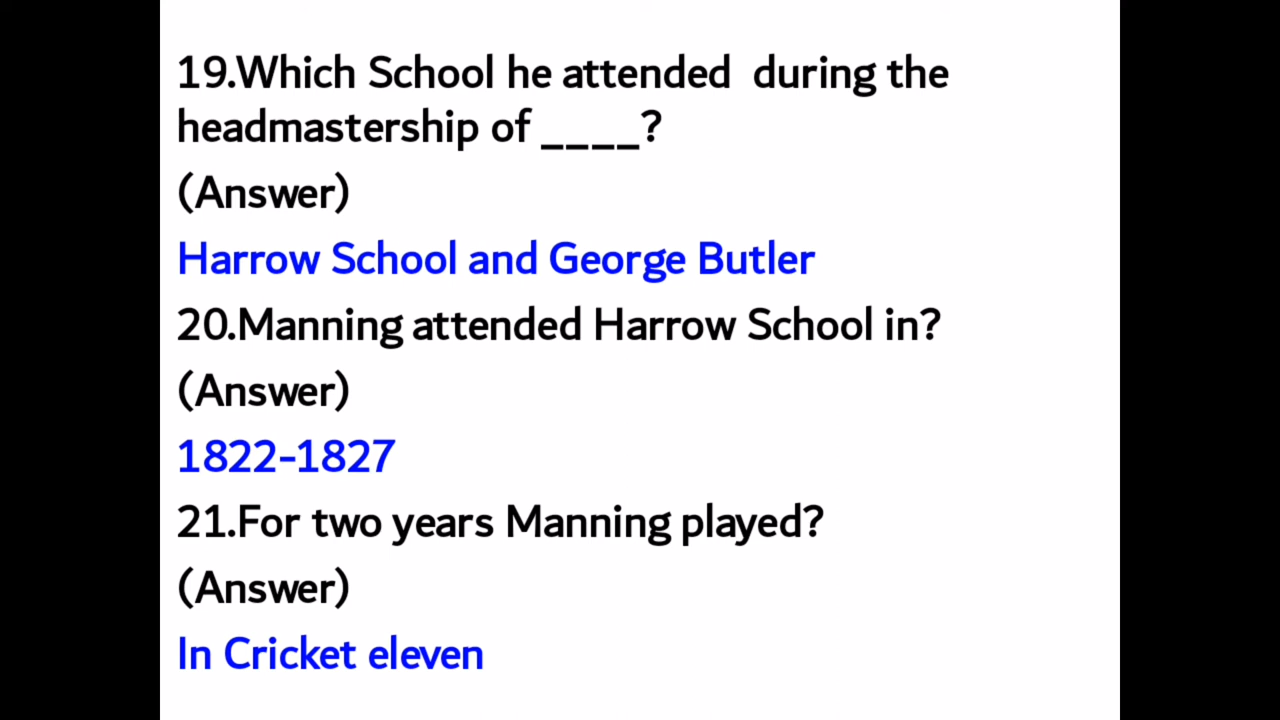 19.Which School he attended  during the
headmastership of ____?
(Answer)
Harrow School and George Butler
20.Manning attended Harrow School in?
(Answer)
1822-1827
21.For two years Manning played?
(Answer)
In Cricket eleven